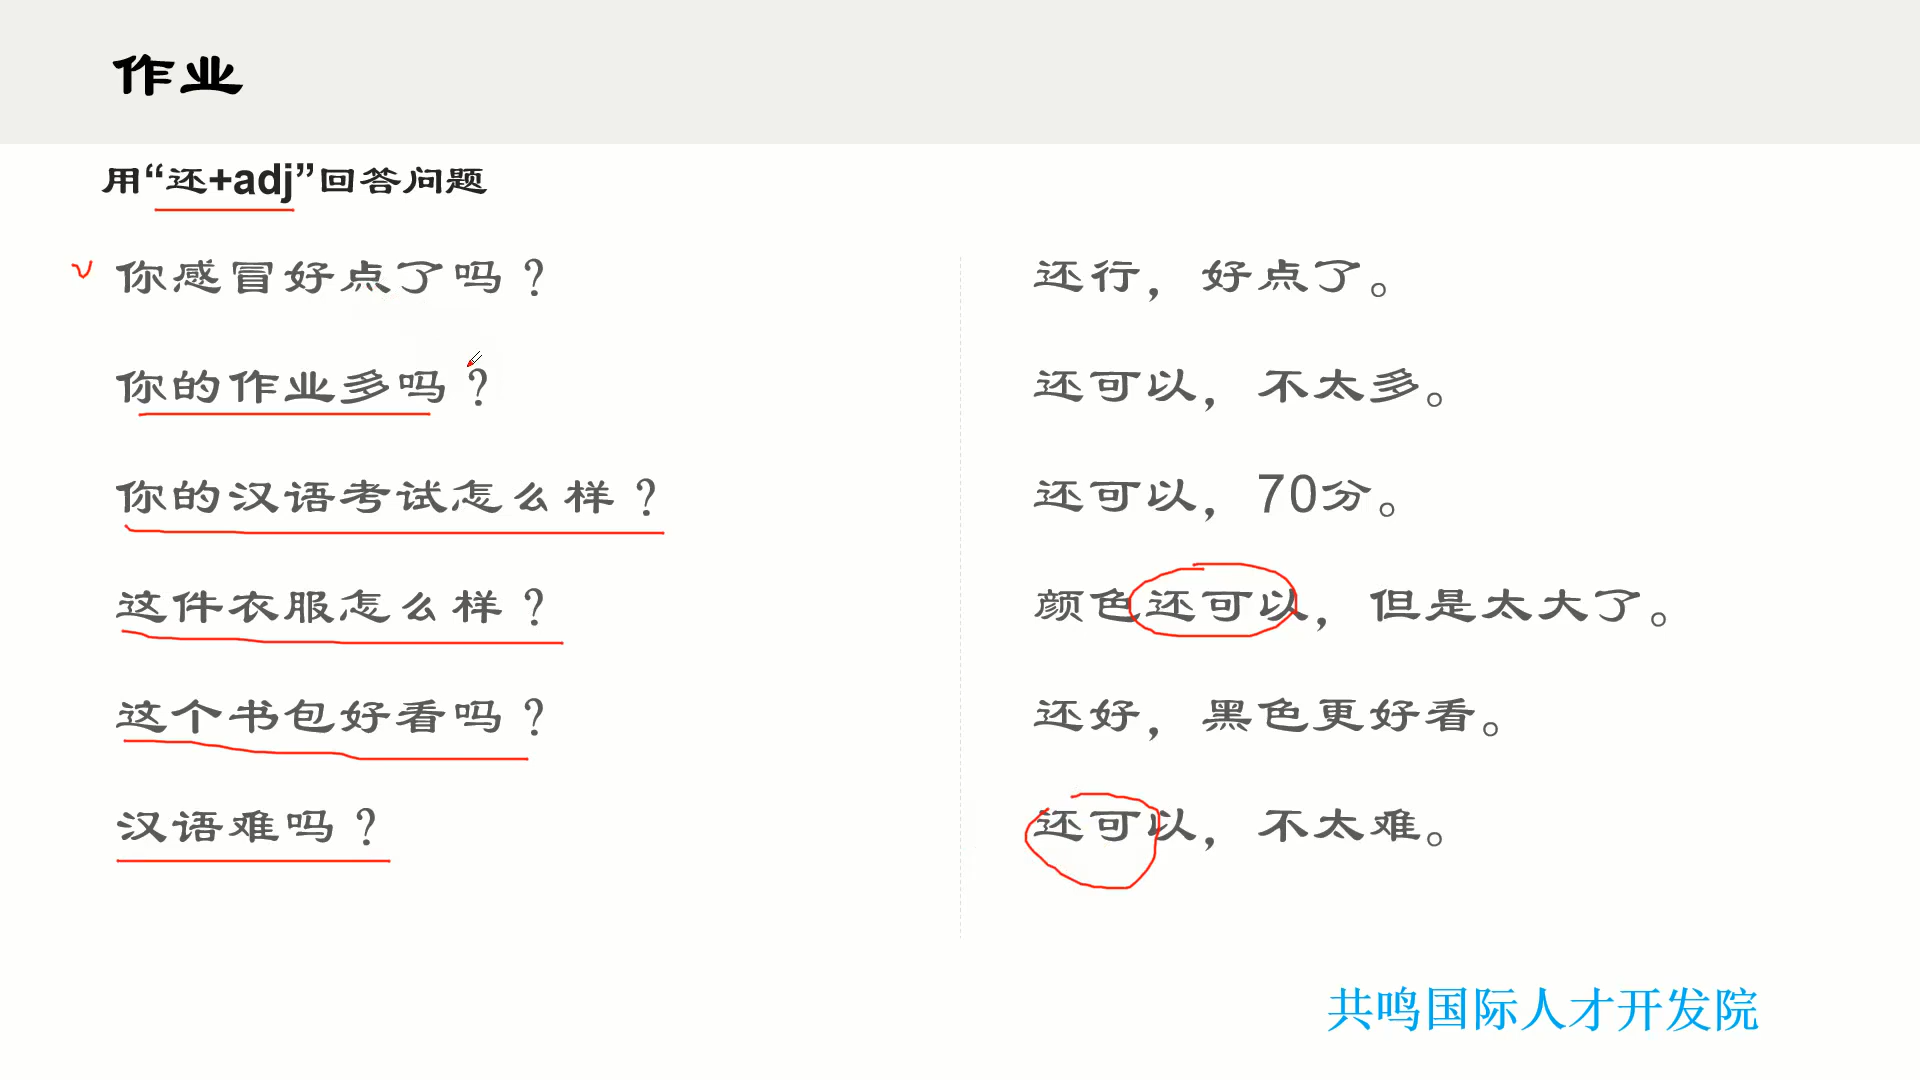 作业
用“还+adj”回答问题
你感冒好点了吗？
还行，好点了。
你的作业多吗？
还可以，不太多。
你的汉语考试怎么样？
还可以，70分。
这件衣服怎么样？
颜色还可以，但是太大了。
这个书包好看吗？
还好，黑色更好看。
汉语难吗？
还可以，不太难。
共鸣国际人才开发院